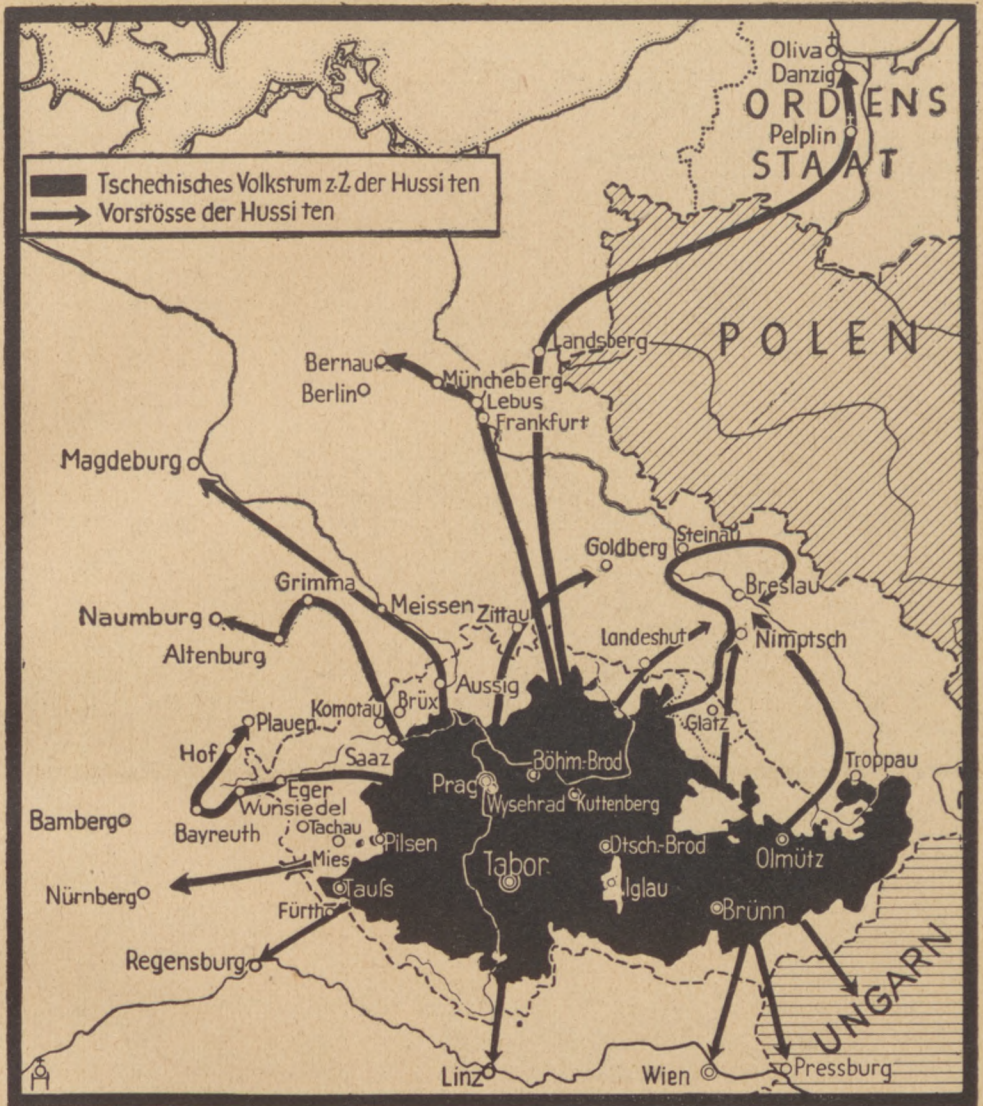 Oliva
Danzig
ORDENS
Pelplin
STAAT
Tschechisches Volkstum z.Z der Hussiten
Vorstösse der Hussiten
POLEN
Landsberg
Bernau
Müncheberg
Berlin
Lebus
Frankfurt
Magdeburg
Steinau
Goldberg
Grimma
Breslau
Meissen
Naumburg
Zittau
Landeshut
Nimptsch
Altenburg
Aussig
Brüx
Komotau
Plauen
Glatz
Hof
Saaz
Böhm-Brod
Troppau
Prag
Eger
Wysehrad
Kuttenberg
Wunsiedel
Bamberg
Bayreuth
Tachau
Pilsen
Dtsch.-Brod
Olmütz
Mies
Tabor
Nürnberg
Tauſs
Iglau
Fürth
Brünn
Regensburg
UNGARN
Linz
Wien
Pressburg